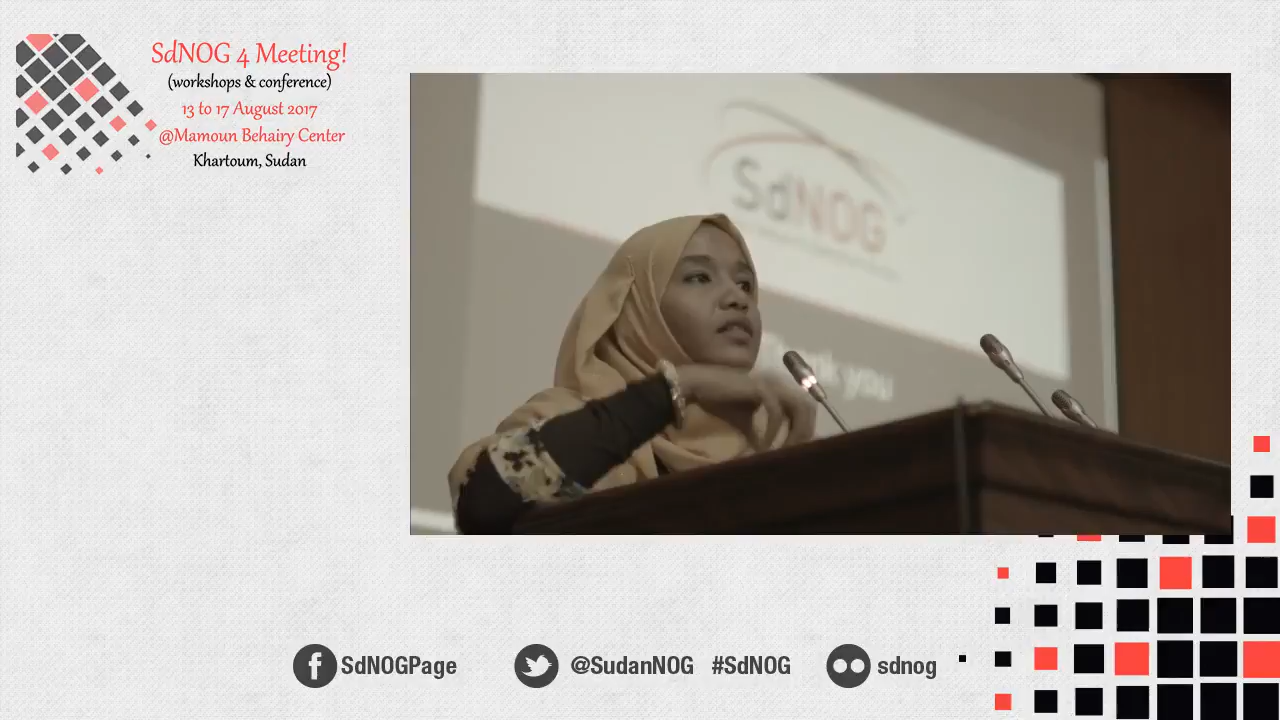 SdNOG 4 Meeting!
(workshops & conference)
13 to 17 August 2017
@Mamoun Behairy Center
Khartoum, Sudan
SdNOG
Thank you
SdNOGPage
@SudanNOG #SdNOG
sdnog